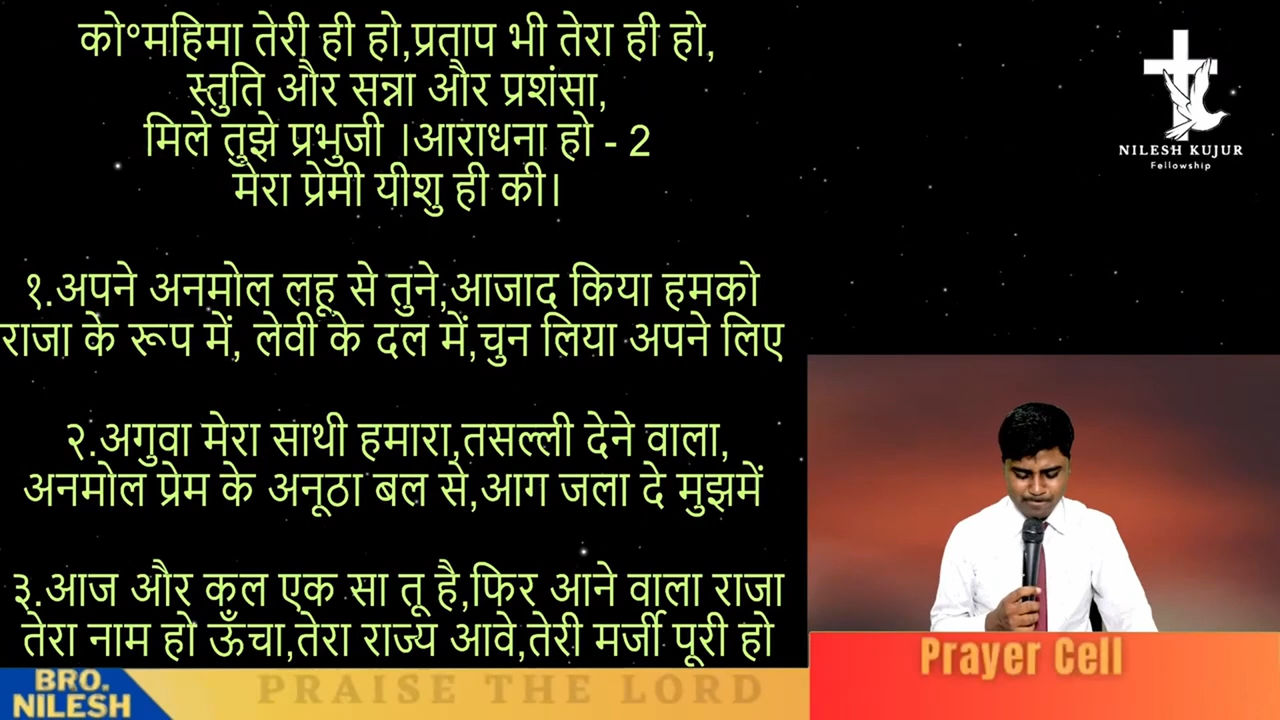 को°महिमा तेरी ही हो,प्रताप भी तेरा ही हो,
स्तुति और सन्ना और प्रशंसा,
मिले तुझे प्रभुजी ।आराधना हो - 2
मेरा प्रेमी यीशु ही की।
१.अपने अनमोल लहू से तुने,आजाद किया हमको
राजा के रूप में, लेवी के दल में,चुन लिया अपने लिए
२.अगुवा मेरा साथी हमारा,तसल्ली देने वाला,
अनमोल प्रेम के अनूठा बल से,आग जला दे मुझमें
३.आज और कल एक सा तू है,फिर आने वाला राजा
तेरा नाम हो ऊँचा,तेरा राज्य आवे,तेरी मर्जी पूरी हो
NILESH KUJUR
Fellowship
Prayer Cell
BRO.
NILESH
PRAISE THE LORD